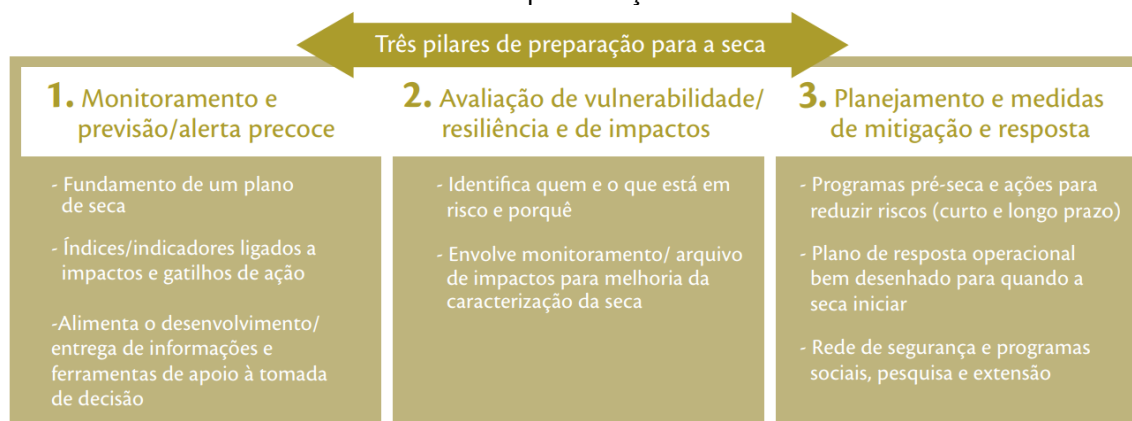 Três pilares de preparação para a seca
1. Monitoramento e
previsão/alerta precoce
- Fundamento de um plano
de seca
- Índices/indicadores ligados a
impactos e gatilhos de ação
-Alimenta o desenvolvimento/
entrega de informações e
ferramentas de apoio à tomada
de decisão
2. Avaliação de vulnerabilidade/
resiliência e de impactos
- Identifica quem e o que está em
risco e porquê
- Envolve monitoramento/ arquivo
de impactos para melhoria da
caracterização da seca
3. Planejamento e medidas
de mitigação e resposta
- Programas pré-seca e ações para
reduzir riscos (curto e longo prazo)
- Plano de resposta operacional
bem desenhado para quando a
seca iniciar
- Rede de segurança e programas
sociais, pesquisa e extensão